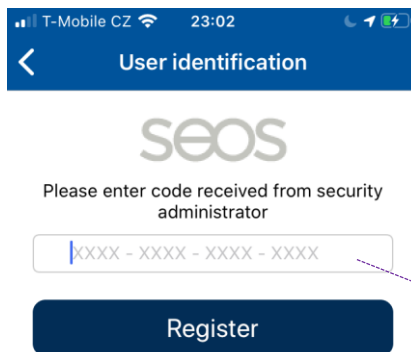 T-Mobile CZ 23:02
User identification
seos
Please enter code received from security
administrator
XXXX - XXXX - XXXX - XXXX
Register